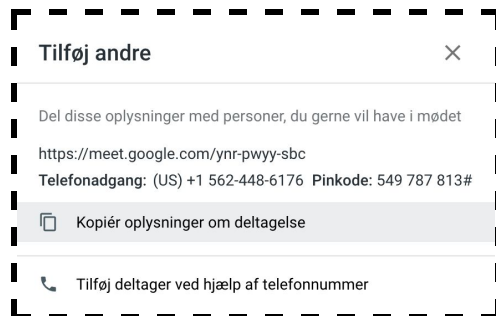 Tilføj andre
Del disse oplysninger med personer, du gerne vil have i mødet
https://meet.google.com/ynr-pwyy-sbc
Telefonadgang: (US) +1 562-448-6176 Pinkode: 549 787 813#
Kopiér oplysninger om deltagelse
Tilføj deltager ved hjælp af telefonnummer